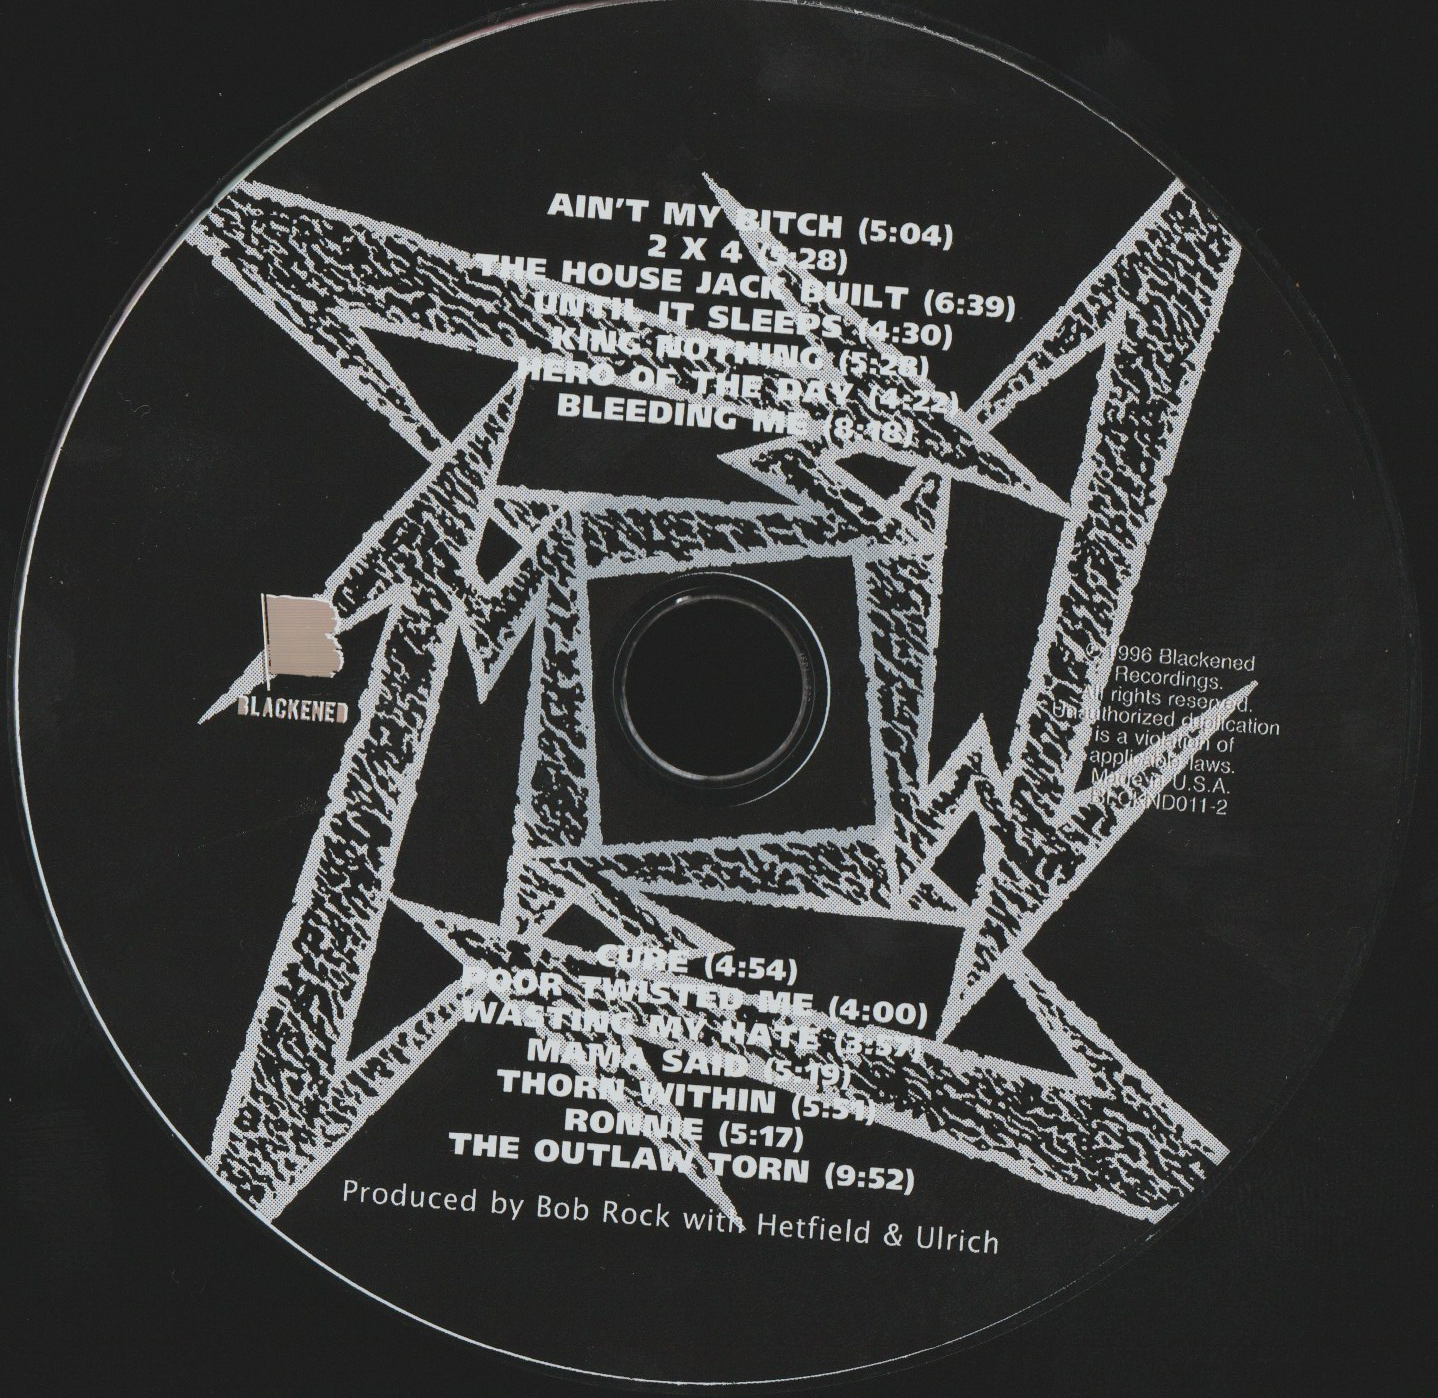 AIN'T MY BITCH (5:04)
2 X 4 (5:28)
THE HOUSE JACK BUILT (6:39)
UNTIL IT SLEEPS (4:30)
KING NOTHING (5:28)
HERO OF THE DAY (4:22)
BLEEDING ME (8:18)
BLACKENED
© 1996 Blackened
Recordings.
All rights reserved.
Unauthorized duplication
is a violation of
applicable laws.
Made in U.S.A.
BLCKND011-2
CURE (4:54)
POOR TWISTED ME (4:00)
WASTING MY HATE (3:57)
MAMA SAID (5:19)
THORN WITHIN (5:51)
RONNIE (5:17)
THE OUTLAW TORN (9:52)
Produced by Bob Rock with Hetfield & Ulrich